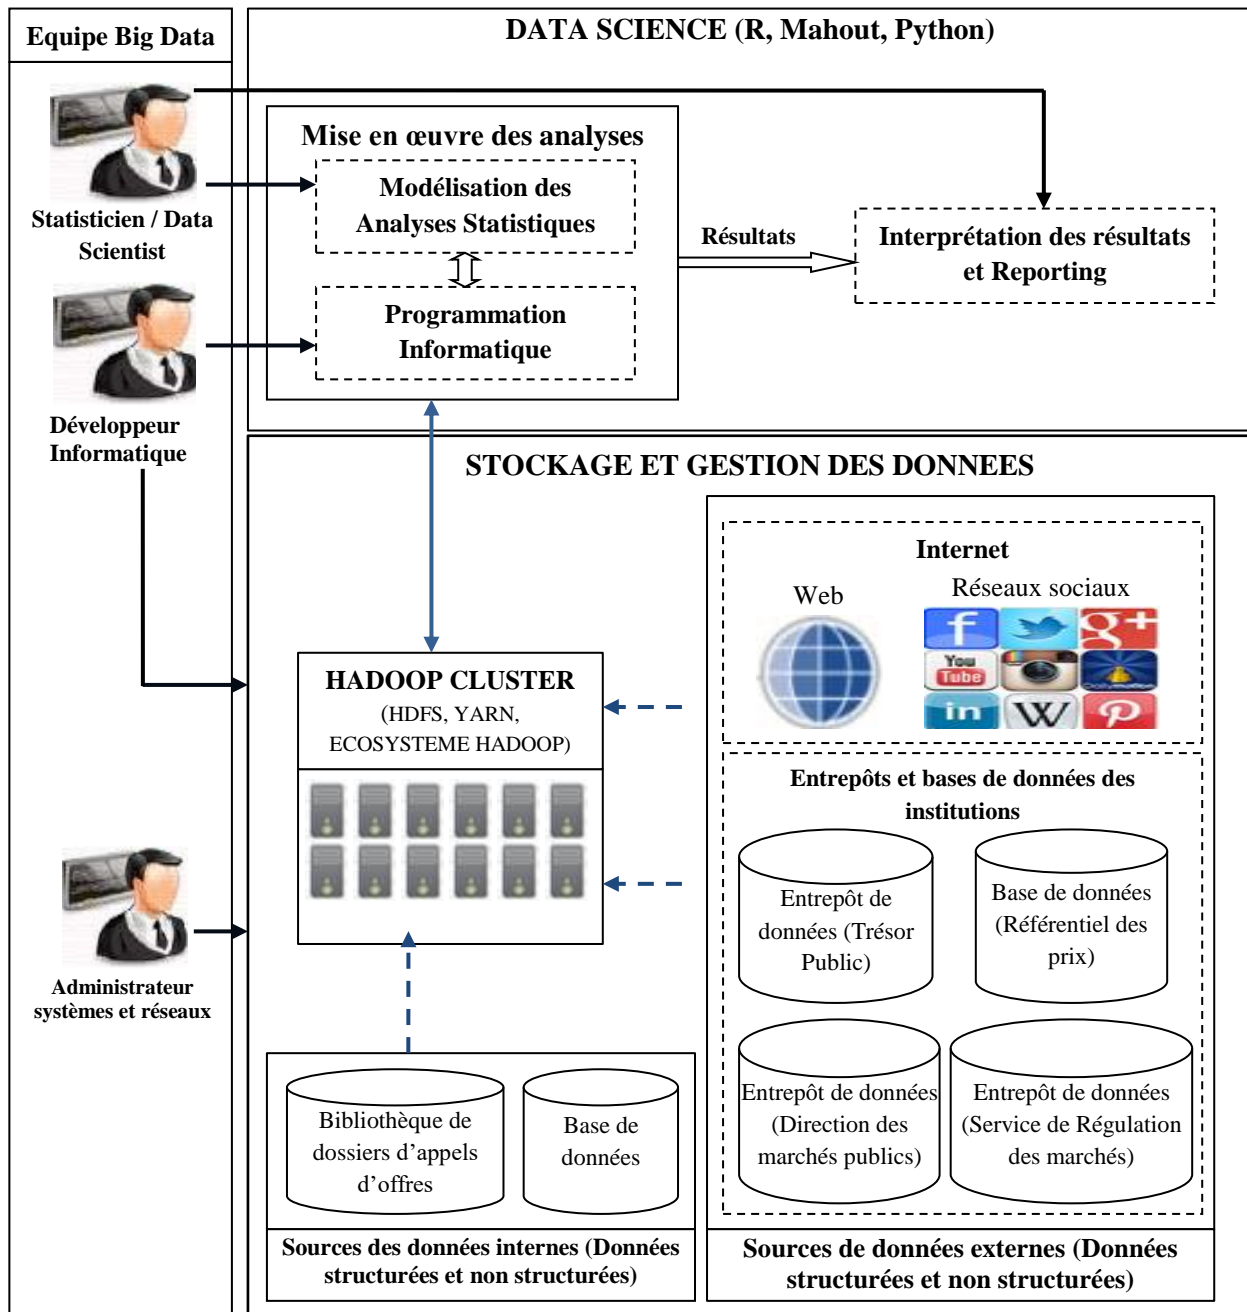 Equipe Big Data
DATA SCIENCE (R, Mahout, Python)
Statisticien / Data
Scientist
Développeur
Informatique
Administrateur
systèmes et réseaux
Mise en œuvre des analyses
Modélisation des
Analyses Statistiques
Programmation
Informatique
Résultats
Interprétation des résultats
et Reporting
STOCKAGE ET GESTION DES DONNEES
HADOOP CLUSTER
(HDFS, YARN,
ECOSYSTEME HADOOP)
Internet
Web
Réseaux sociaux
f
g+
You
Tube
in
W
Entrepôts et bases de données des
institutions
Entrepôt de
données (Trésor
Public)
Base de données
(Référentiel des
prix)
Entrepôt de données
(Direction des
marchés publics)
Entrepôt de données
(Service de Régulation
des marchés)
Bibliothèque de
dossiers d’appels
d’offres
Base de
données
Sources des données internes (Données
structurées et non structurées)
Sources de données externes (Données
structurées et non structurées)